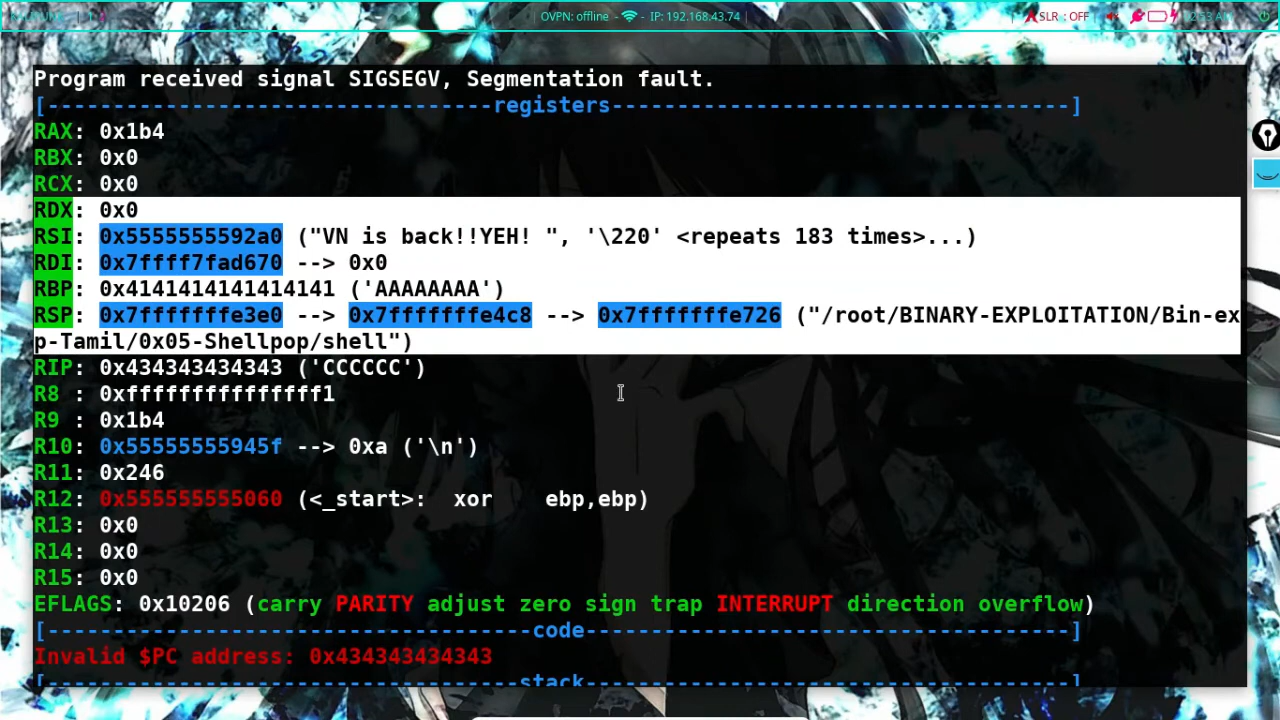 OVPN: offline - - IP: 192.168.43.74
SLR : OFF
Program received signal SIGSEGV, Segmentation fault.
[----------------------------------registers-----------------------------------]
RAX: 0x1b4
RBX: 0x0
RCX: 0x0
RDX: 0x0
RSI: 0x5555555592a0 ("VN is back!!YEH! ", '\220' <repeats 183 times>...)
RDI: 0x7ffff7fad670 --> 0x0
RBP: 0x4141414141414141 ('AAAAAAAA')
RSP: 0x7fffffffe3e0 --> 0x7fffffffe4c8 --> 0x7fffffffe726 ("/root/BINARY-EXPLOITATION/Bin-ex
p-Tamil/0x05-Shellpop/shell")
RIP: 0x434343434343 ('CCCCCC')
R8 : 0xfffffffffffffff1
R9 : 0x1b4
R10: 0x55555555945f --> 0xa ('\n')
R11: 0x246
R12: 0x555555555060 (<_start>: xor ebp,ebp)
R13: 0x0
R14: 0x0
R15: 0x0
EFLAGS: 0x10206 (carry PARITY adjust zero sign trap INTERRUPT direction overflow)
[-------------------------------------code-------------------------------------]
Invalid $PC address: 0x434343434343
[------------------------------------stack-------------------------------------]